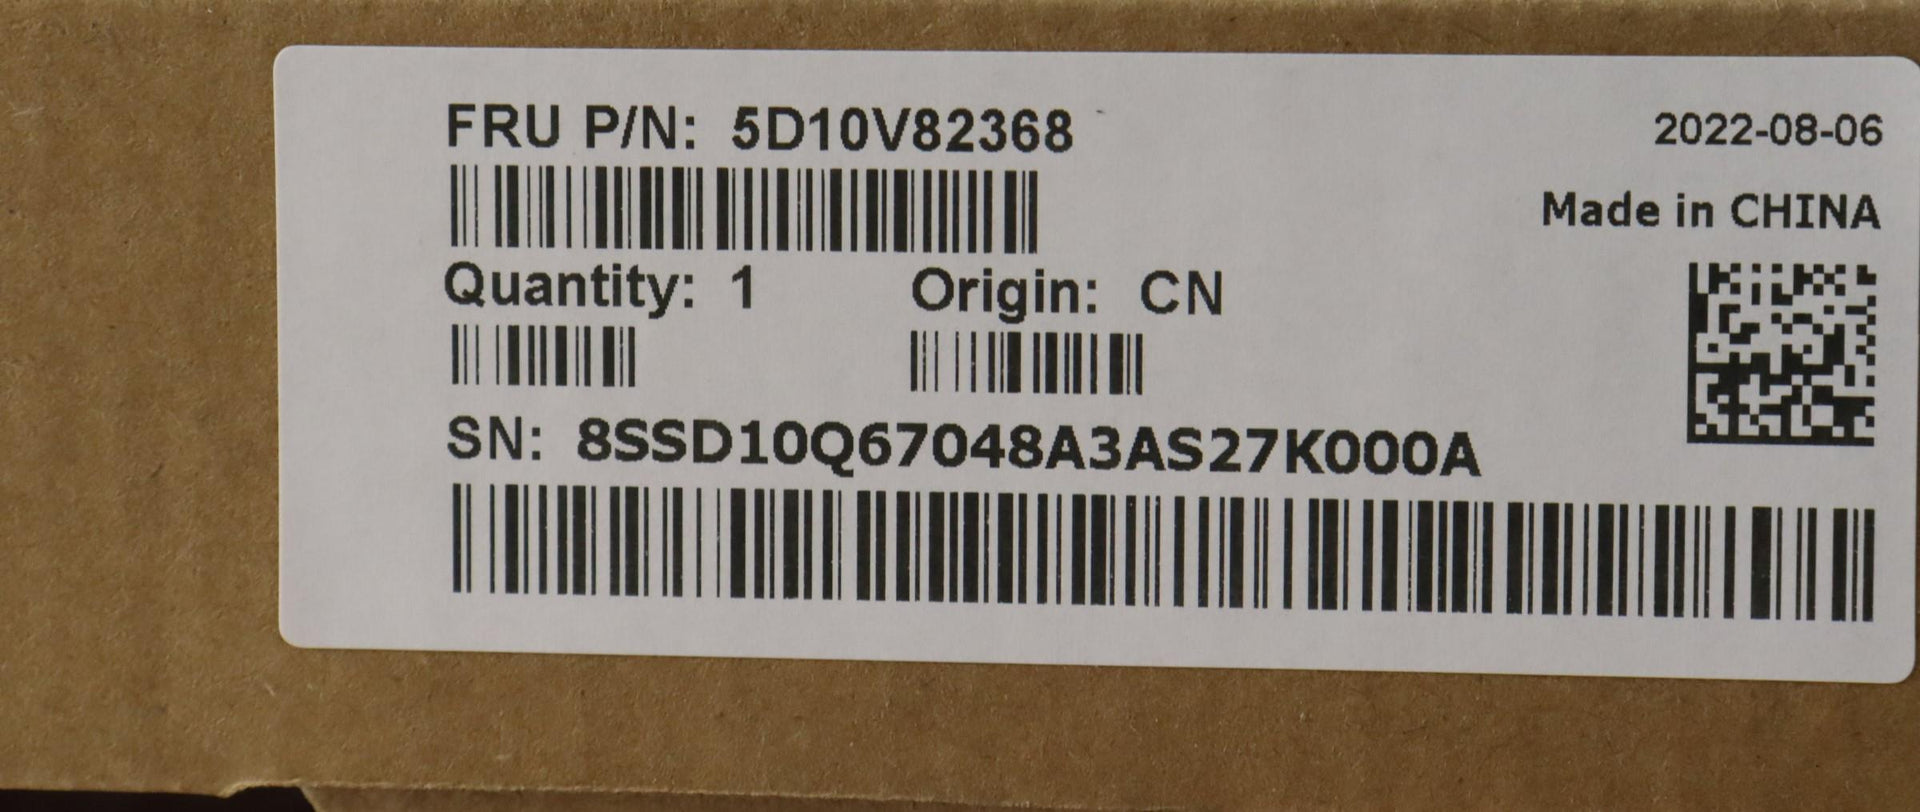 FRU P/N: 5D10V82368
2022-08-06
Made in CHINA
Quantity: 1 Origin: CN
SN: 8SSD10Q67048A3AS27K000A